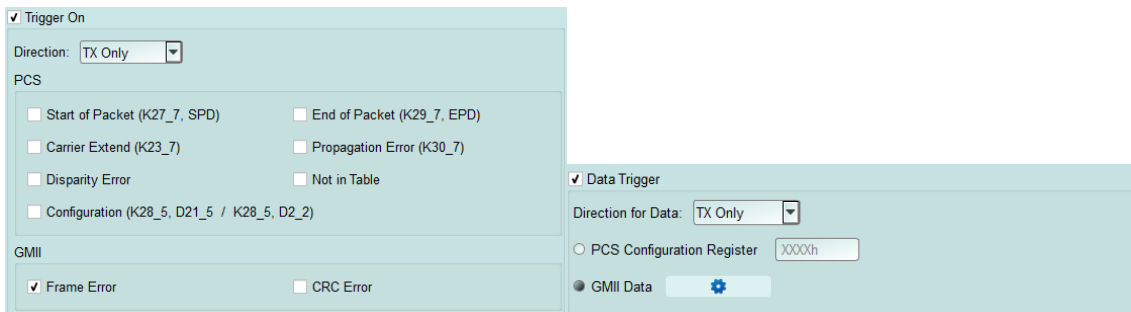 Trigger On
Direction: TX Only
PCS
Start of Packet (K27_7, SPD) End of Packet (K29_7, EPD)
Carrier Extend (K23_7) Propagation Error (K30_7)
Disparity Error Not in Table
Configuration (K28_5, D21_5 / K28_5, D2_2)
GMII
Frame Error CRC Error
Data Trigger
Direction for Data: TX Only
PCS Configuration Register XXXXh
GMII Data